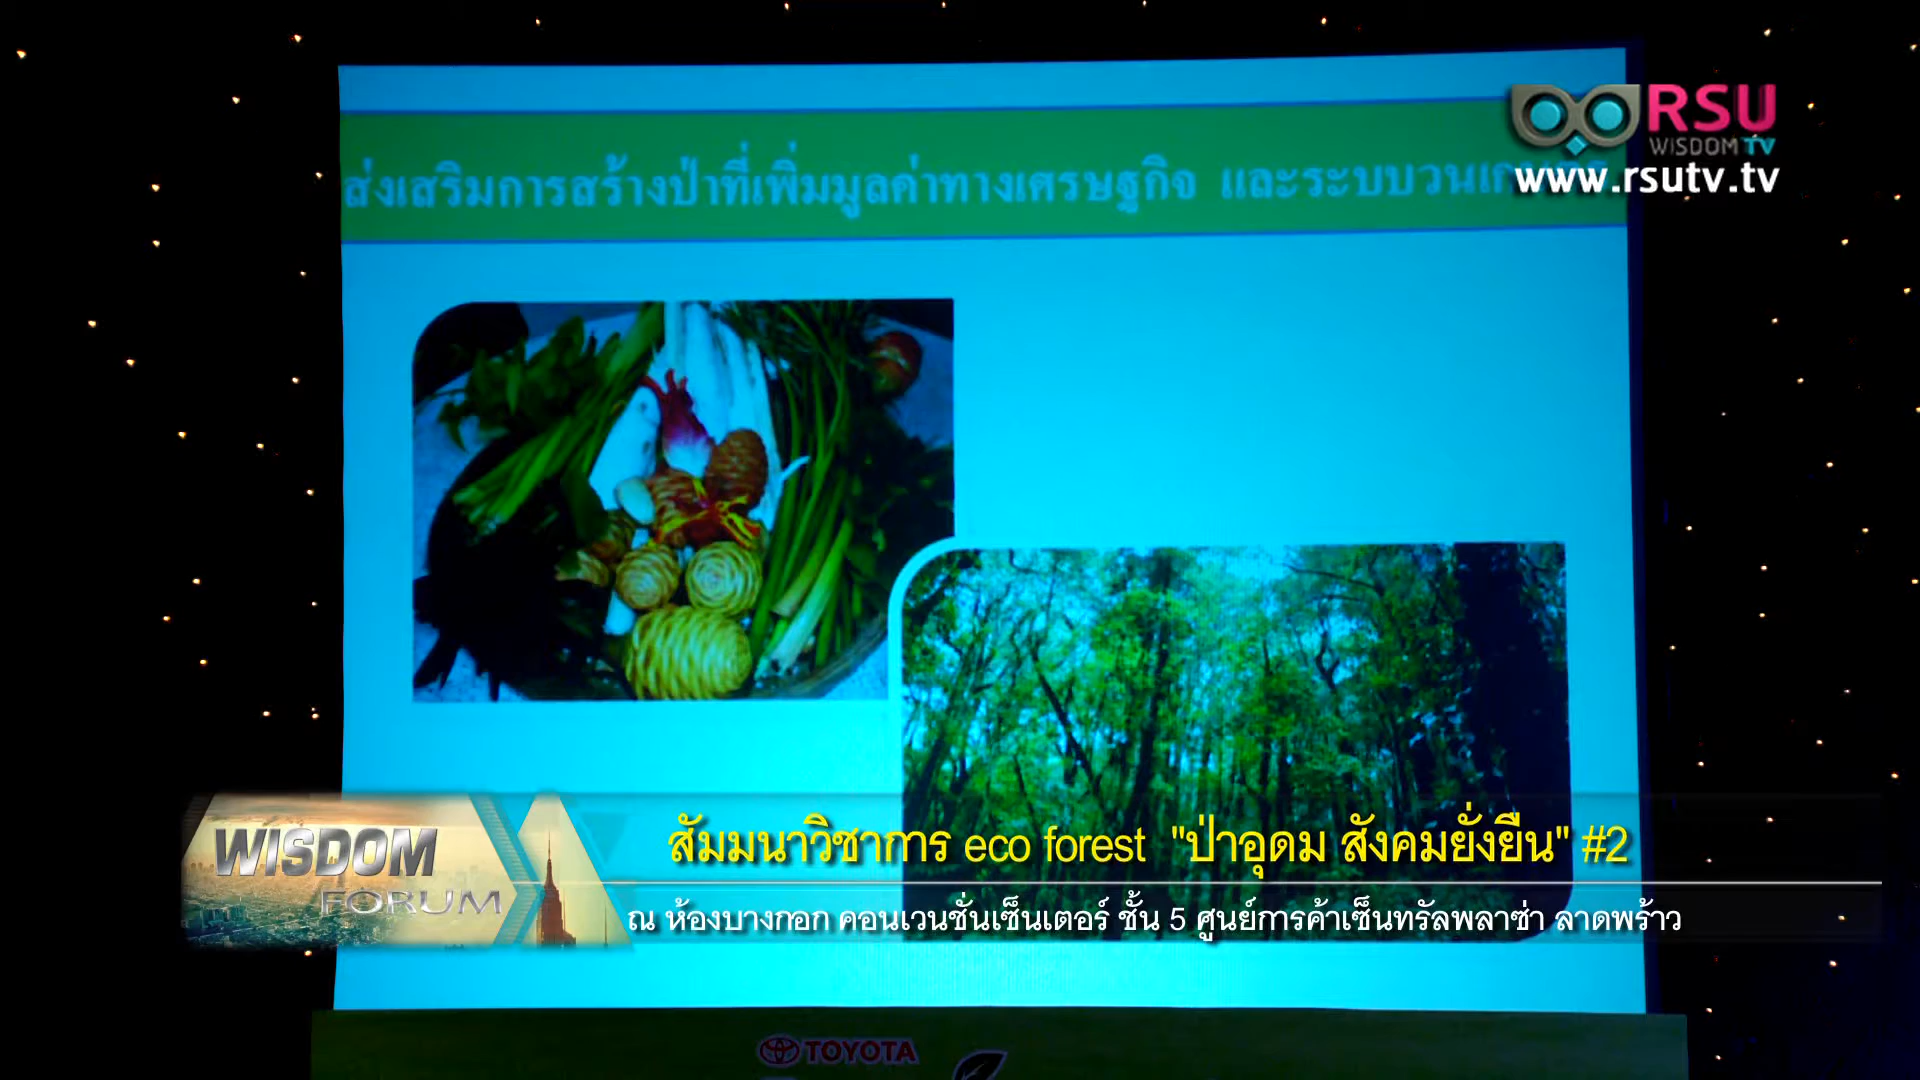 RSU
WISDOM TV
www.rsutv.tv
ส่งเสริมการสร้างป่าที่เพิ่มมูลค่าทางเศรษฐกิจ และระบบวนเกษตร
WISDOM
FORUM
สัมมนาวิชาการ eco forest "ป่าอุดม สังคมยั่งยืน" #2
ณ ห้องบางกอก คอนเวนชั่นเซ็นเตอร์ ชั้น 5 ศูนย์การค้าเซ็นทรัลพลาซ่า ลาดพร้าว
TOYOTA